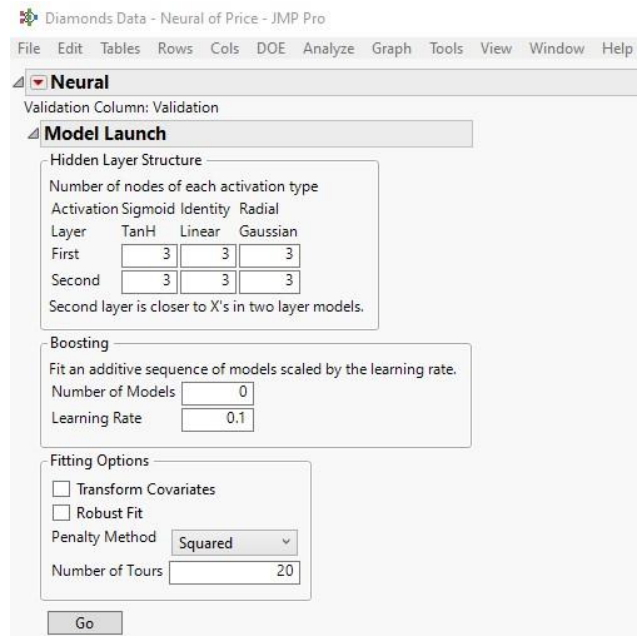 Diamonds Data - Neural of Price - JMP Pro
File Edit Tables Rows Cols DOE Analyze Graph Tools View Window Help
Neural
Validation Column: Validation
Model Launch
Hidden Layer Structure
Number of nodes of each activation type
Activation Sigmoid Identity Radial
Layer TanH Linear Gaussian
First 3 3 3
Second 3 3 3
Second layer is closer to X's in two layer models.
Boosting
Fit an additive sequence of models scaled by the learning rate.
Number of Models 0
Learning Rate 0.1
Fitting Options
Transform Covariates
Robust Fit
Penalty Method Squared
Number of Tours 20
Go